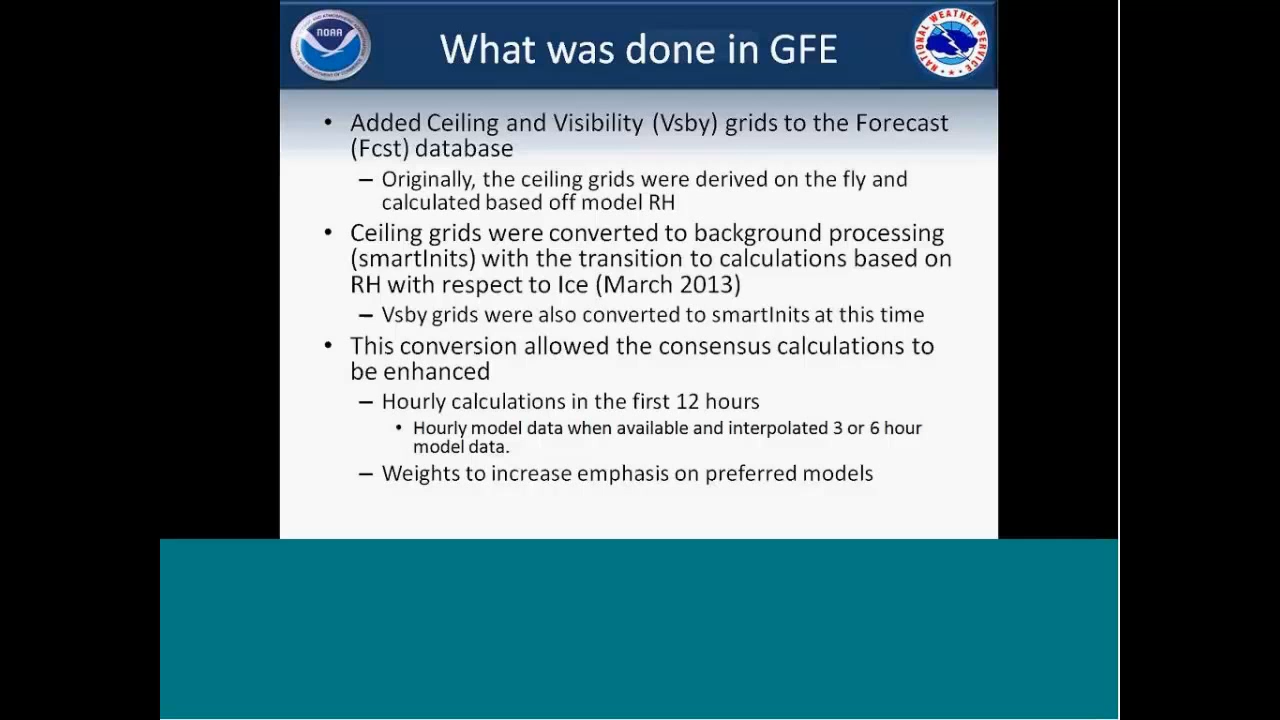 NOAA
What was done in GFE
NATIONAL WEATHER SERVICE
• Added Ceiling and Visibility (Vsby) grids to the Forecast
(Fcst) database
– Originally, the ceiling grids were derived on the fly and
calculated based off model RH
• Ceiling grids were converted to background processing
(smartInits) with the transition to calculations based on
RH with respect to Ice (March 2013)
– Vsby grids were also converted to smartInits at this time
• This conversion allowed the consensus calculations to
be enhanced
– Hourly calculations in the first 12 hours
• Hourly model data when available and interpolated 3 or 6 hour
model data.
– Weights to increase emphasis on preferred models